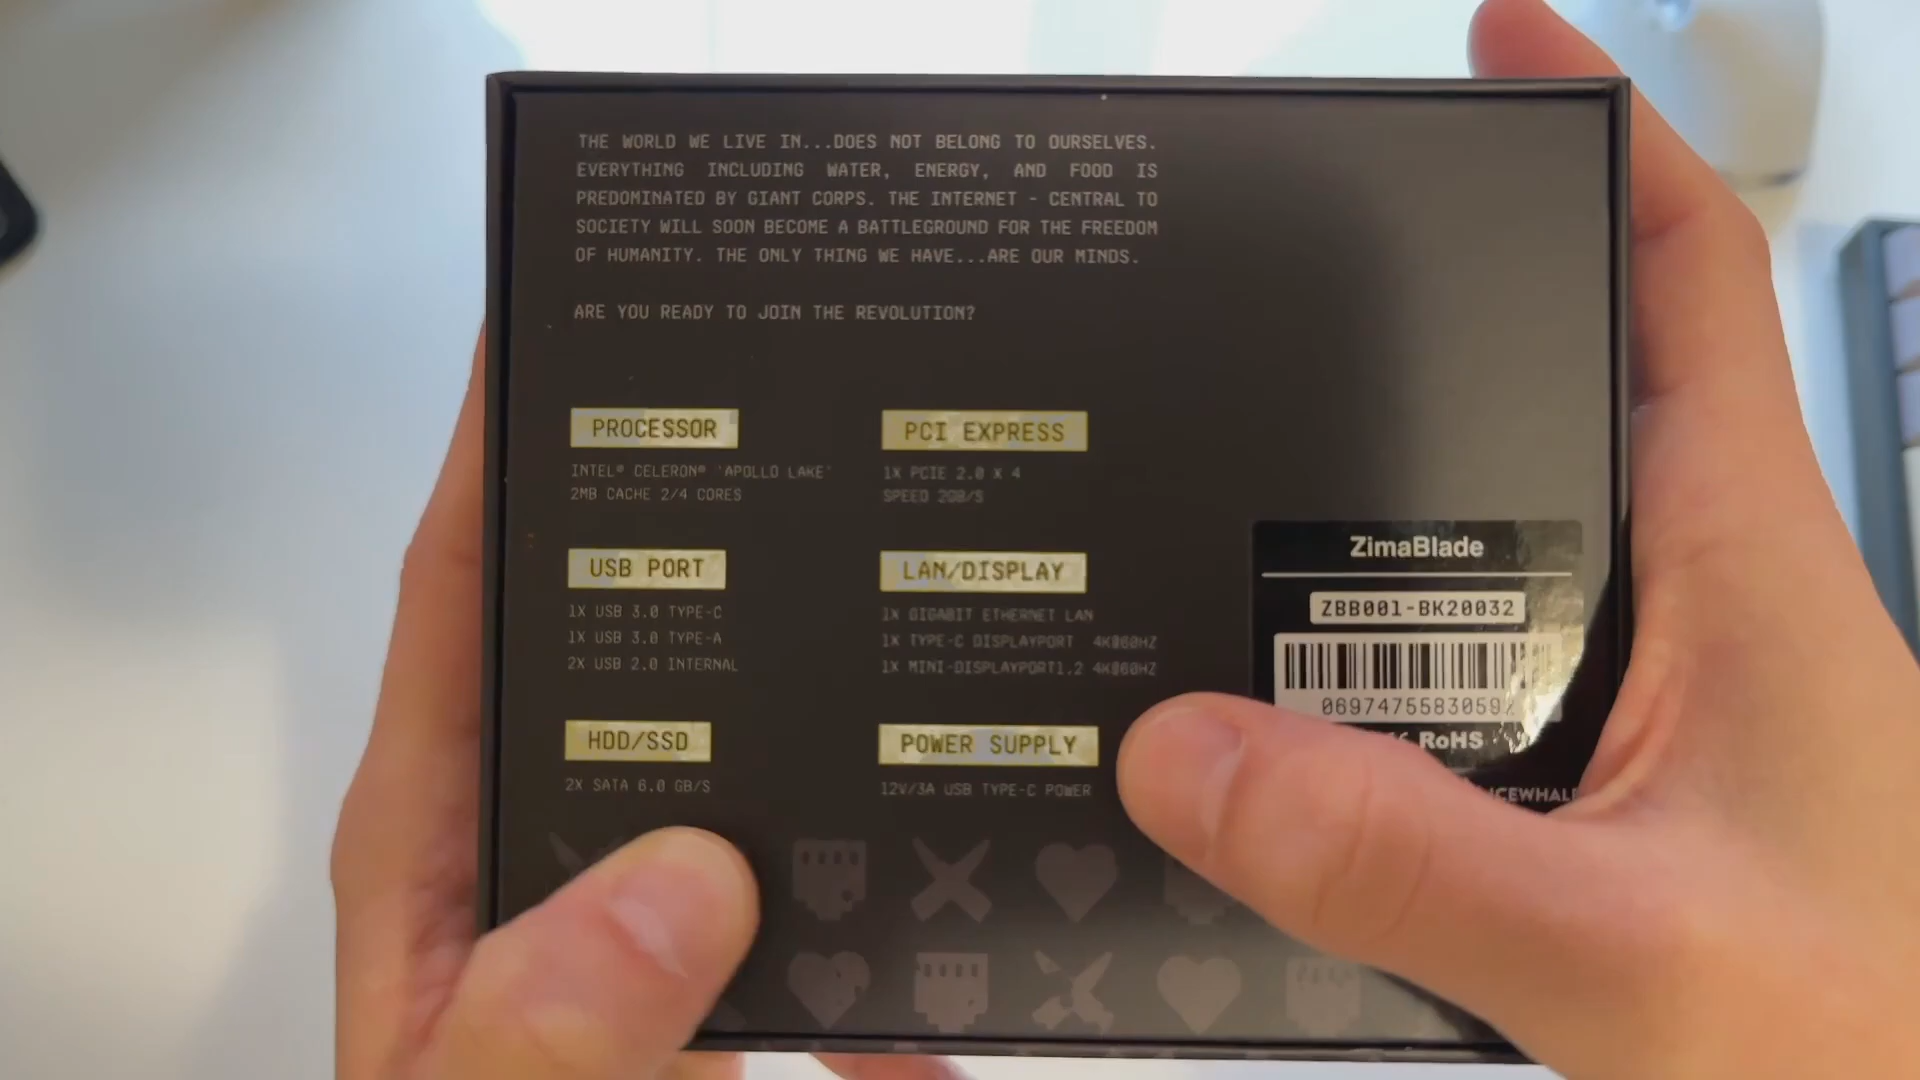 THE WORLD WE LIVE IN...DOES NOT BELONG TO OURSELVES.
EVERYTHING INCLUDING WATER, ENERGY, AND FOOD IS
PREDOMINATED BY GIANT CORPS. THE INTERNET - CENTRAL TO
SOCIETY WILL SOON BECOME A BATTLEGROUND FOR THE FREEDOM
OF HUMANITY. THE ONLY THING WE HAVE...ARE OUR MINDS.
ARE YOU READY TO JOIN THE REVOLUTION?
PROCESSOR
INTEL® CELERON® 'APOLLO LAKE'
2MB CACHE 2/4 CORES
PCI EXPRESS
1X PCIE 2.0 X 4
SPEED 2GB/S
USB PORT
1X USB 3.0 TYPE-C
1X USB 3.0 TYPE-A
2X USB 2.0 INTERNAL
LAN/DISPLAY
1X GIGABIT ETHERNET LAN
1X TYPE-C DISPLAYPORT 4K@60HZ
1X MINI-DISPLAYPORT1.2 4K@60HZ
HDD/SSD
2X SATA 6.0 GB/S
POWER SUPPLY
12V/3A USB TYPE-C POWER
ZimaBlade
ZBB001-BK20032
RoHS